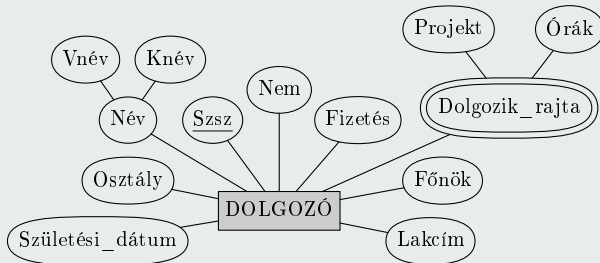 Projekt
Órák
Vnév
Knév
Nem
Dolgozik_rajta
Név
Szsz
Fizetés
Osztály
Főnök
DOLGOZÓ
Születési_dátum
Lakcím